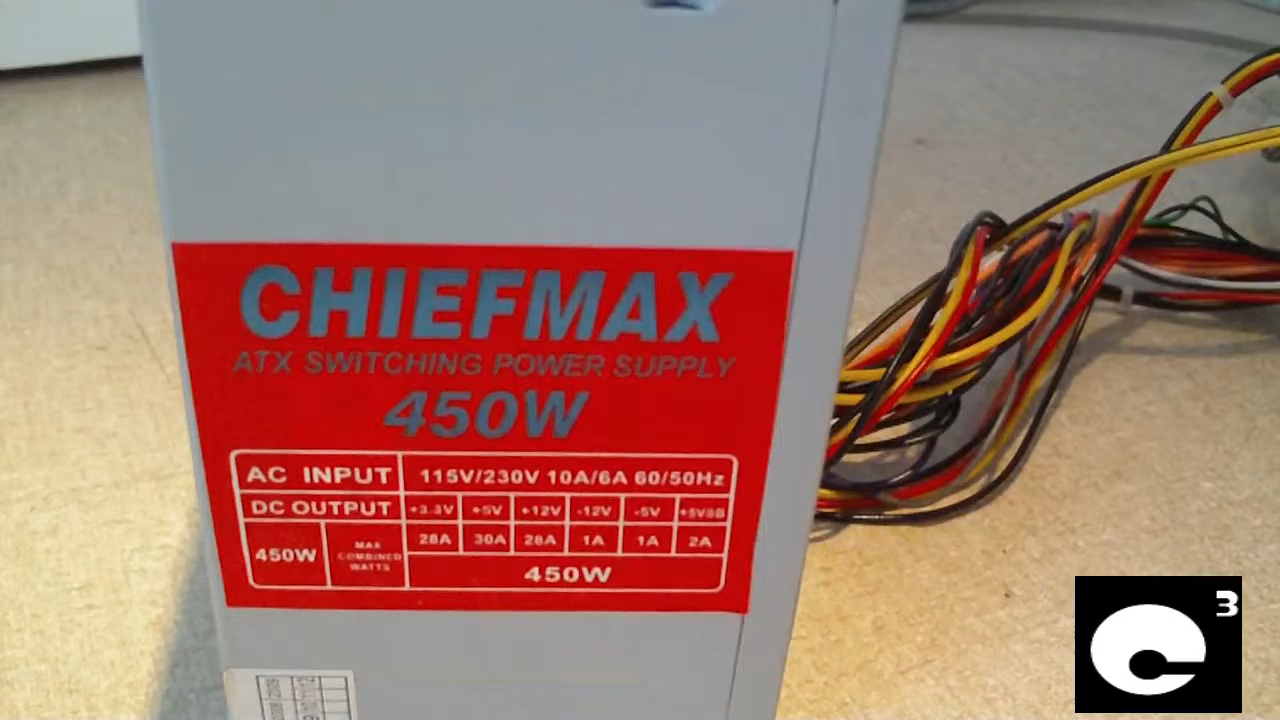 CHIEFMAX
ATX SWITCHING POWER SUPPLY
450W
AC INPUT 115V/230V 10A/6A 60/50Hz
DC OUTPUT +3.3V +5V +12V -12V -5V +5VSB
450W MAX COMBINED WATTS 28A 30A 28A 1A 1A 2A
450W
3